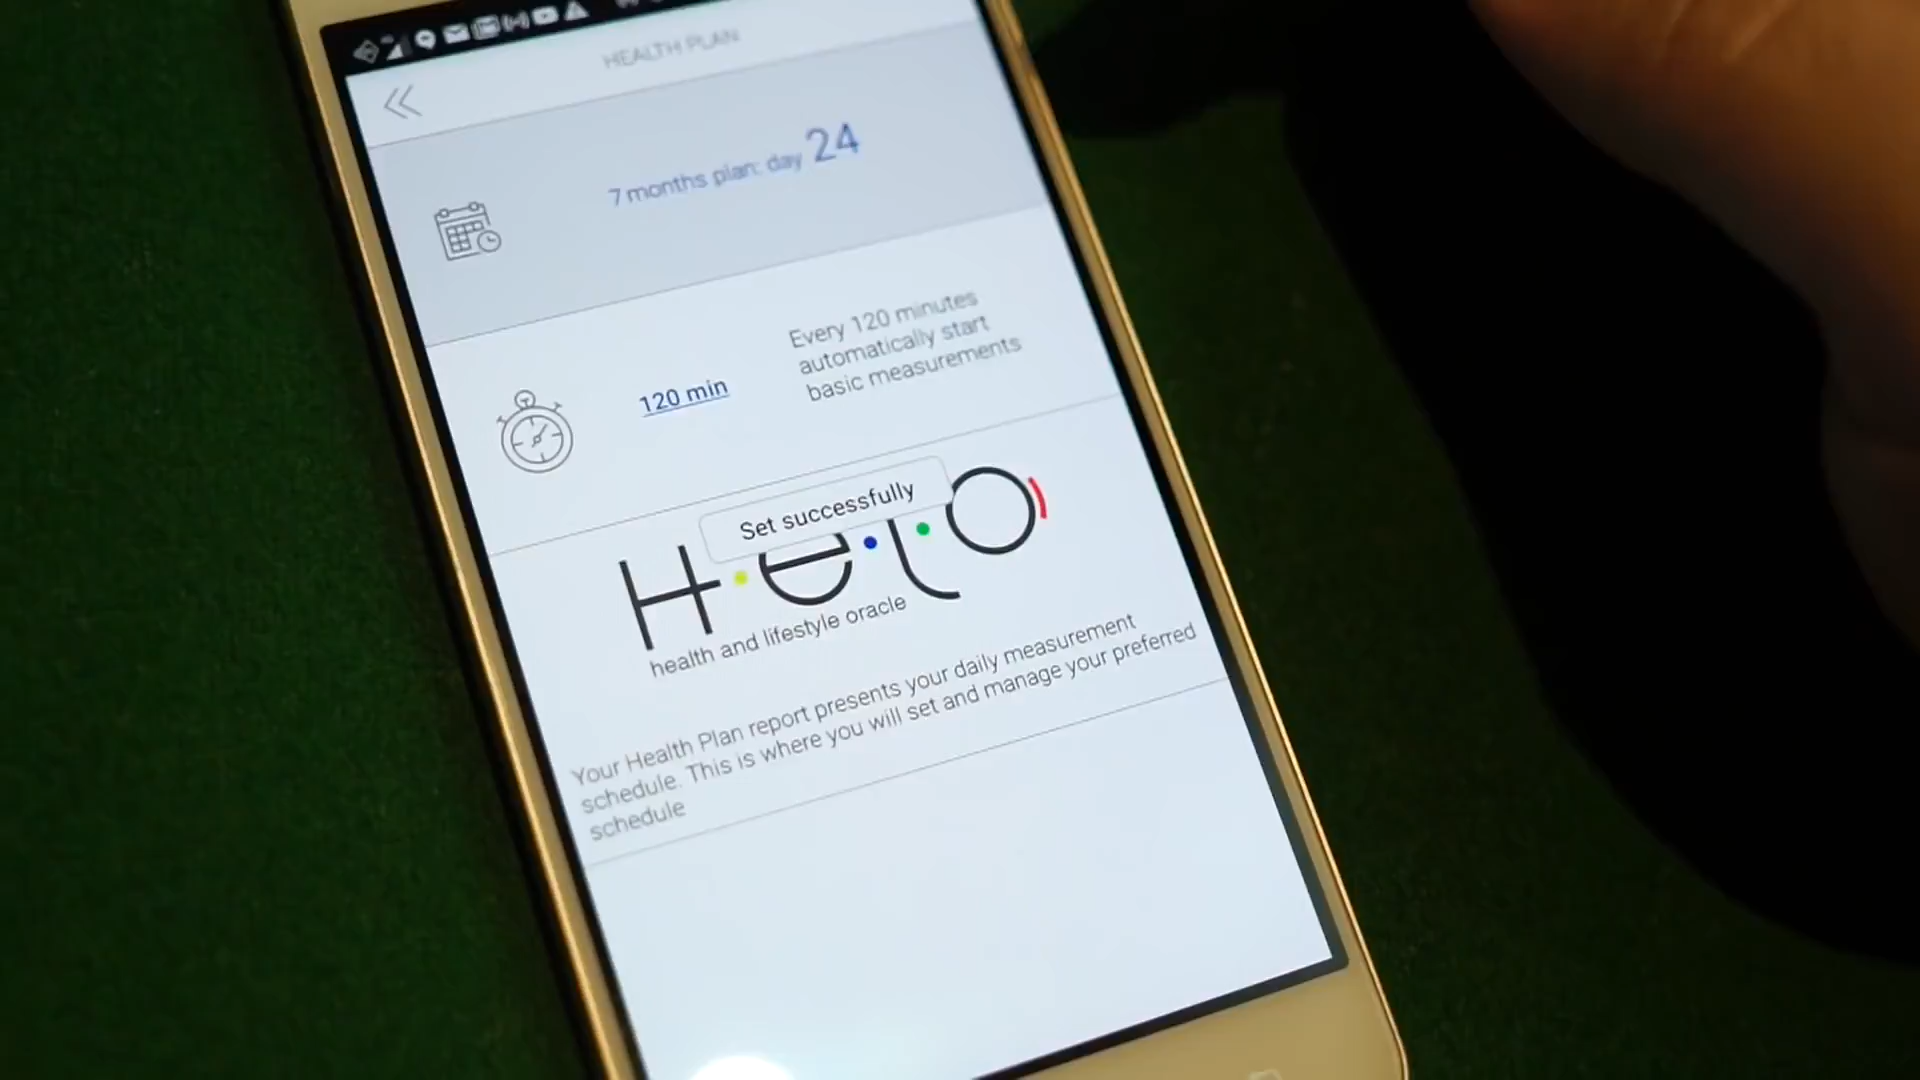 HEALTH PLAN
7 months plan: day 24
120 min
Every 120 minutes
automatically start
basic measurements
Set successfully
Helo
health and lifestyle oracle
Your Health Plan report presents your daily measurement
schedule. This is where you will set and manage your preferred
schedule